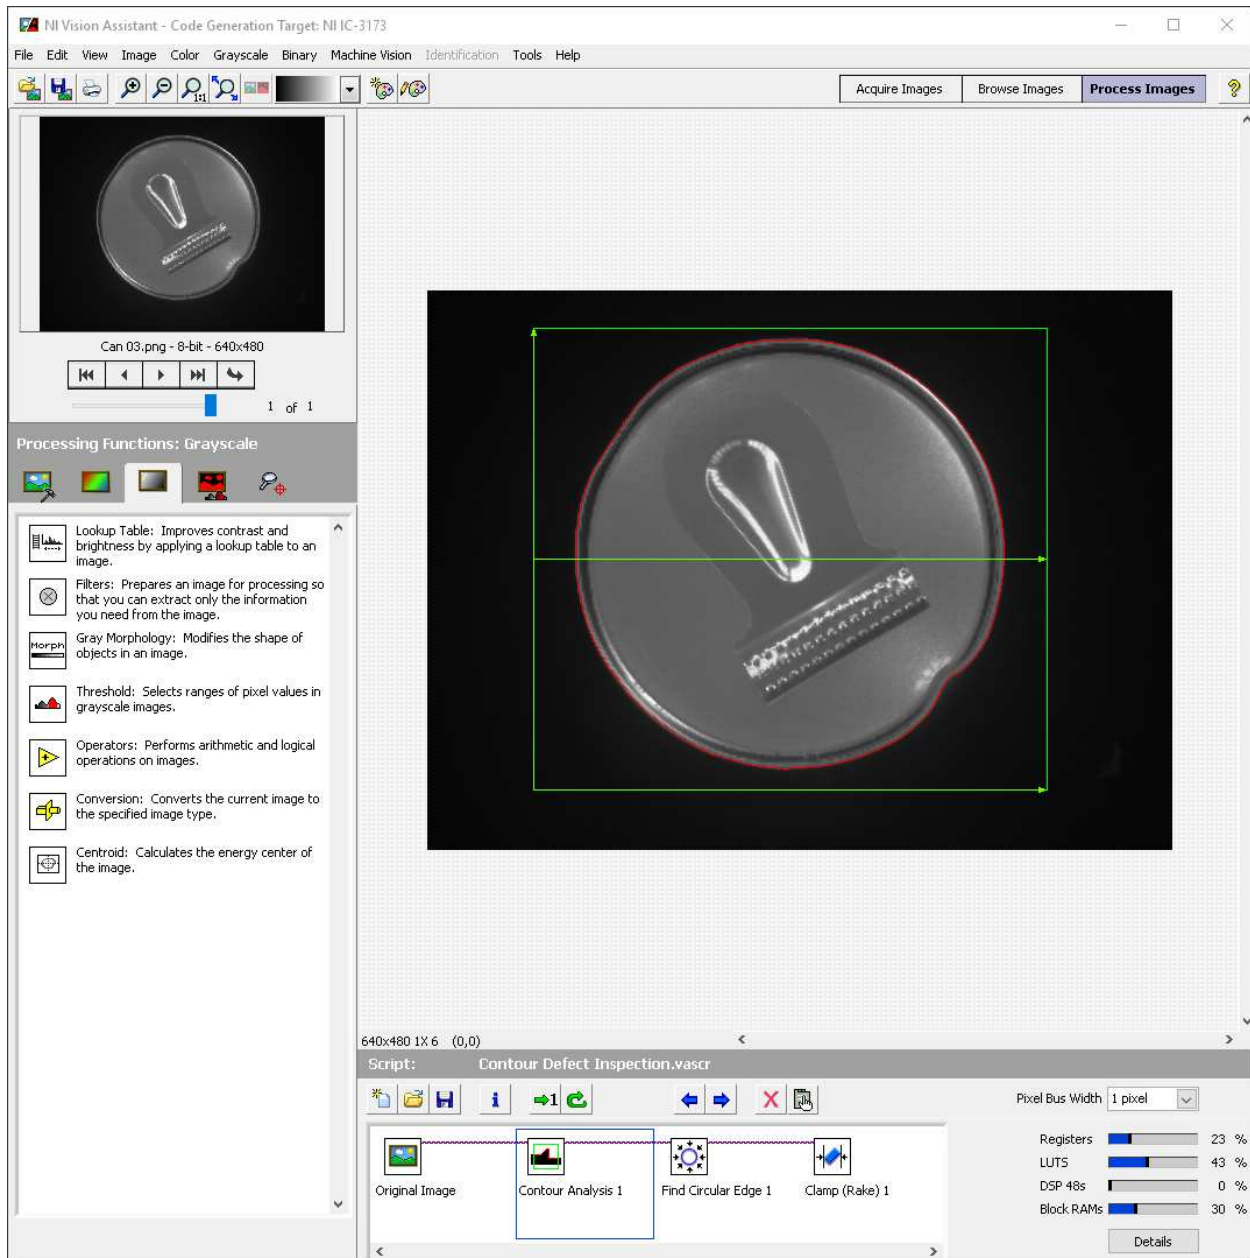 NI Vision Assistant - Code Generation Target: NI IC-3173
File Edit View Image Color Grayscale Binary Machine Vision Identification Tools Help
1:1
Acquire Images Browse Images Process Images ?
Can 03.png - 8-bit - 640x480
1 of 1
Processing Functions: Grayscale
Lookup Table: Improves contrast and
brightness by applying a lookup table to an
image.
Filters: Prepares an image for processing so
that you can extract only the information
you need from the image.
Morph
Gray Morphology: Modifies the shape of
objects in an image.
Threshold: Selects ranges of pixel values in
grayscale images.
Operators: Performs arithmetic and logical
operations on images.
Conversion: Converts the current image to
the specified image type.
Centroid: Calculates the energy center of
the image.
640x480 1X 6 (0,0)
Script: Contour Defect Inspection.vascr
i 1 X
Pixel Bus Width 1 pixel
Original Image
Contour Analysis 1
Find Circular Edge 1
Clamp (Rake) 1
Registers 23 %
LUTS 43 %
DSP 48s 0 %
Block RAMs 30 %
Details